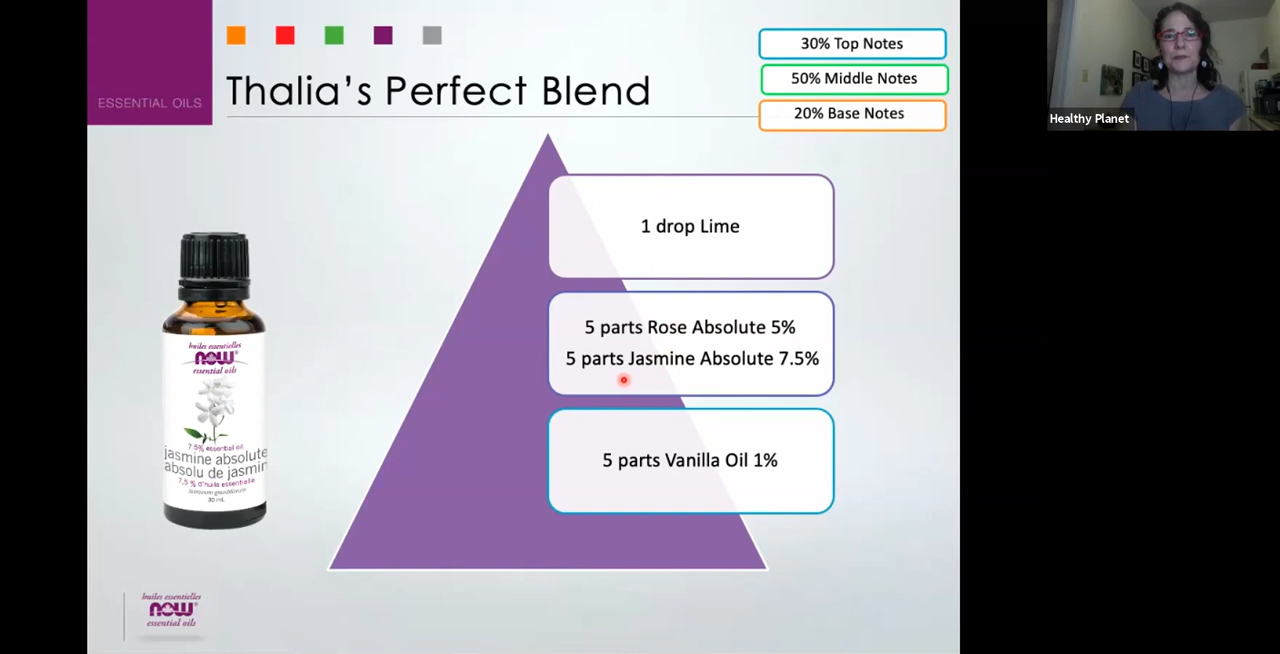 ESSENTIAL OILS
Thalia's Perfect Blend
30% Top Notes
50% Middle Notes
20% Base Notes
Healthy Planet
1 drop Lime
5 parts Rose Absolute 5%
5 parts Jasmine Absolute 7.5%
5 parts Vanilla Oil 1%
huiles essentielles
now®
essential oils
7.5% essential oil
jasmine absolute
absolu de jasmin
7,5 % d'huile essentielle
30 mL
huiles essentielles
now®
essential oils